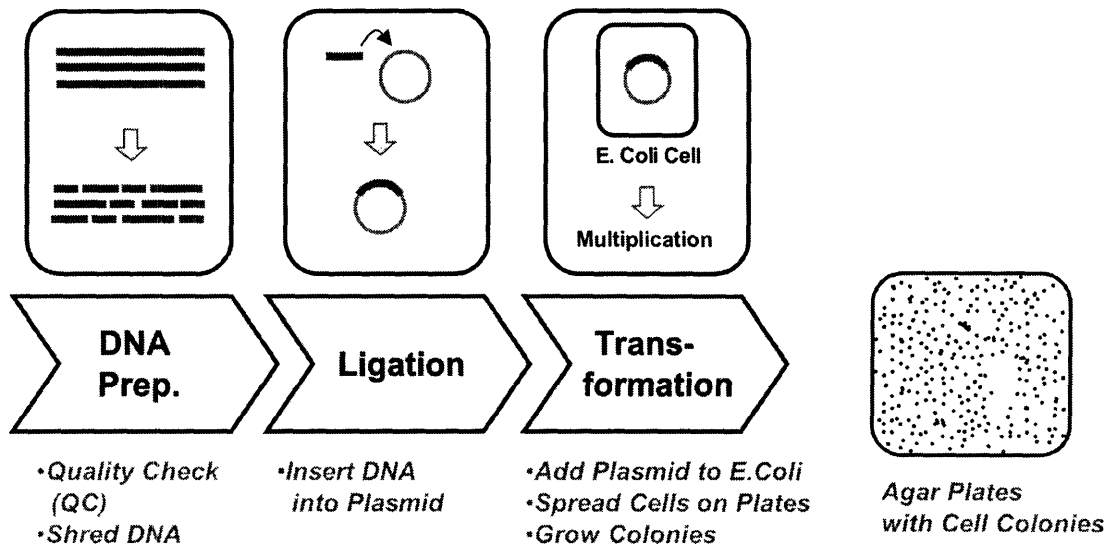 E. Coli Cell
Multiplication
DNA
Prep.
Ligation
Trans-
formation
•Quality Check
(QC)
•Shred DNA
•Insert DNA
into Plasmid
•Add Plasmid to E.Coli
•Spread Cells on Plates
•Grow Colonies
Agar Plates
with Cell Colonies